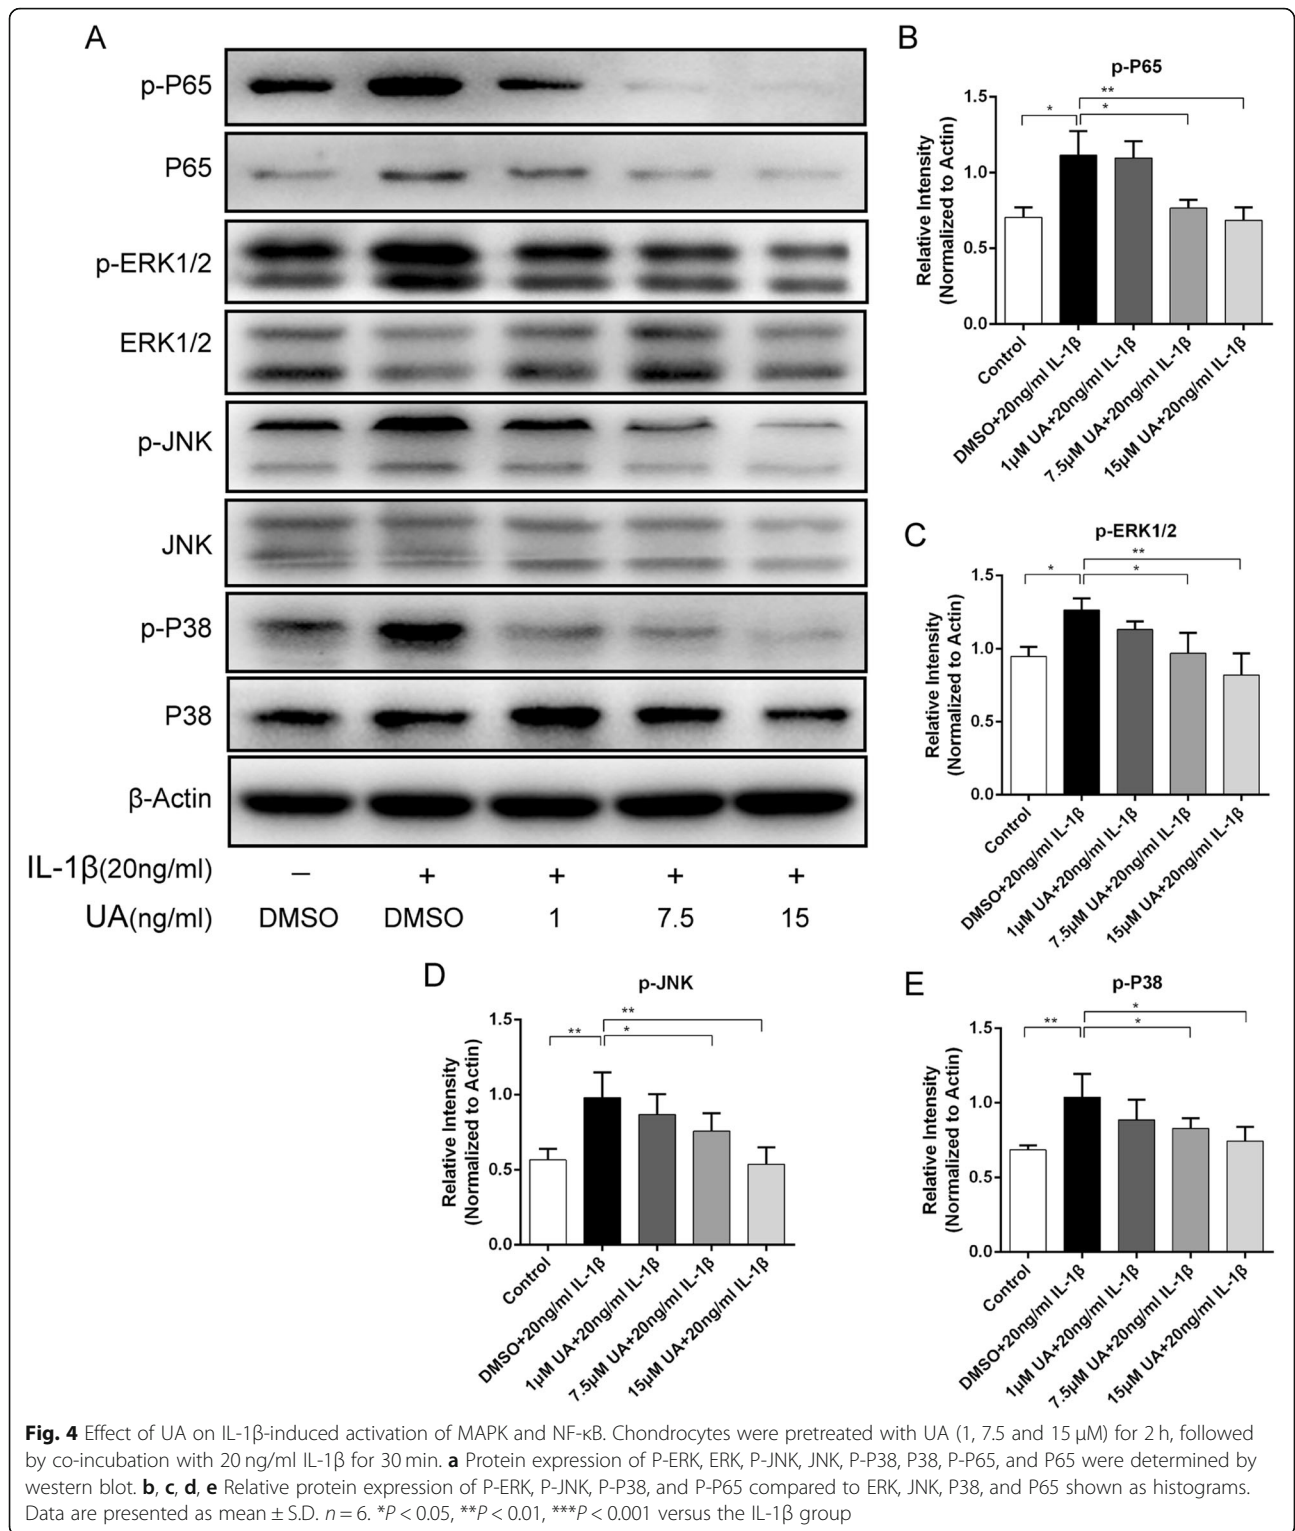 A
p-P65
P65
p-ERK1/2
ERK1/2
p-JNK
JNK
p-P38
P38
β-Actin
IL-1β(20ng/ml) – + + + +
UA(ng/ml) DMSO DMSO 1 7.5 15
B
p-P65
Relative Intensity
(Normalized to Actin)
1.5
1.0
0.5
0.0
*
**
*
Control
DMSO+20ng/ml IL-1β
1μM UA+20ng/ml IL-1β
7.5μM UA+20ng/ml IL-1β
15μM UA+20ng/ml IL-1β
C
p-ERK1/2
Relative Intensity
(Normalized to Actin)
1.5
1.0
0.5
0.0
*
**
*
Control
DMSO+20ng/ml IL-1β
1μM UA+20ng/ml IL-1β
7.5μM UA+20ng/ml IL-1β
15μM UA+20ng/ml IL-1β
D
p-JNK
Relative Intensity
(Normalized to Actin)
1.5
1.0
0.5
0.0
**
**
*
Control
DMSO+20ng/ml IL-1β
1μM UA+20ng/ml IL-1β
7.5μM UA+20ng/ml IL-1β
15μM UA+20ng/ml IL-1β
E
p-P38
Relative Intensity
(Normalized to Actin)
1.5
1.0
0.5
0.0
**
*
*
Control
DMSO+20ng/ml IL-1β
1μM UA+20ng/ml IL-1β
7.5μM UA+20ng/ml IL-1β
15μM UA+20ng/ml IL-1β
Fig. 4 Effect of UA on IL-1β-induced activation of MAPK and NF-κB. Chondrocytes were pretreated with UA (1, 7.5 and 15 μM) for 2 h, followed
by co-incubation with 20 ng/ml IL-1β for 30 min. a Protein expression of P-ERK, ERK, P-JNK, JNK, P-P38, P38, P-P65, and P65 were determined by
western blot. b, c, d, e Relative protein expression of P-ERK, P-JNK, P-P38, and P-P65 compared to ERK, JNK, P38, and P65 shown as histograms.
Data are presented as mean ± S.D. n = 6. *P < 0.05, **P < 0.01, ***P < 0.001 versus the IL-1β group